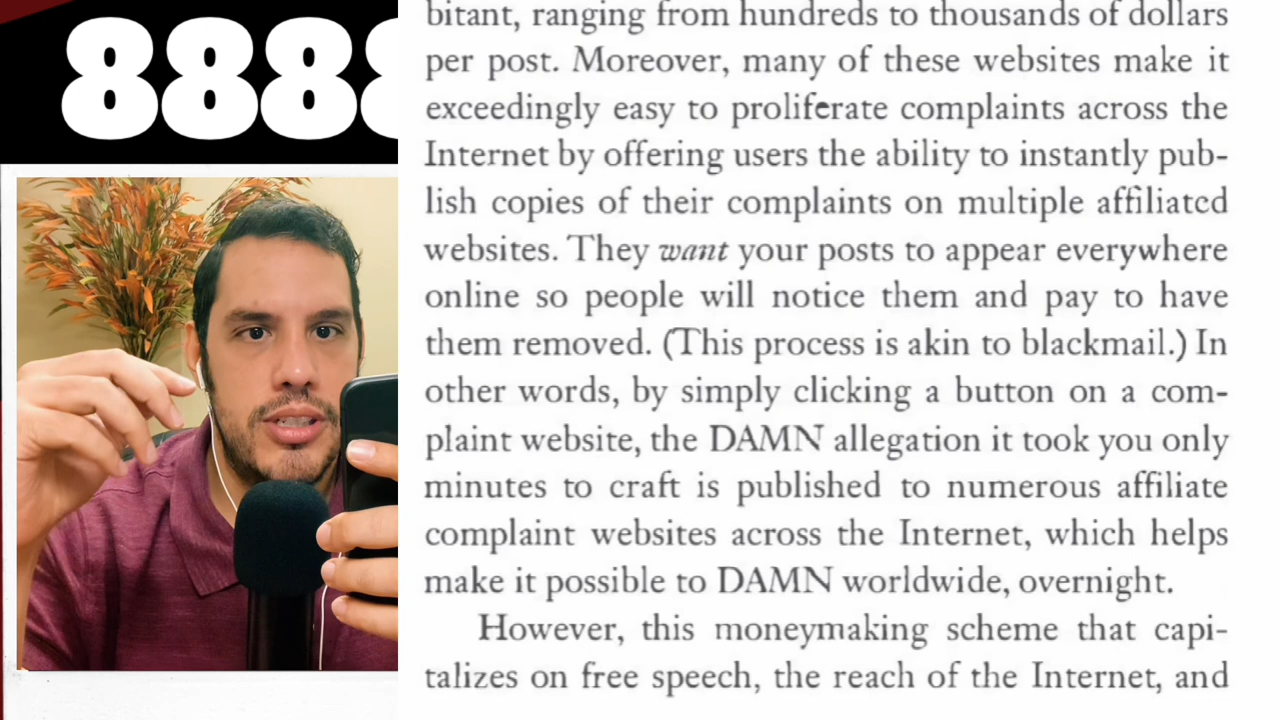 8888
bitant, ranging from hundreds to thousands of dollars
per post. Moreover, many of these websites make it
exceedingly easy to proliferate complaints across the
Internet by offering users the ability to instantly pub-
lish copies of their complaints on multiple affiliated
websites. They want your posts to appear everywhere
online so people will notice them and pay to have
them removed. (This process is akin to blackmail.) In
other words, by simply clicking a button on a com-
plaint website, the DAMN allegation it took you only
minutes to craft is published to numerous affiliate
complaint websites across the Internet, which helps
make it possible to DAMN worldwide, overnight.
However, this moneymaking scheme that capi-
talizes on free speech, the reach of the Internet, and